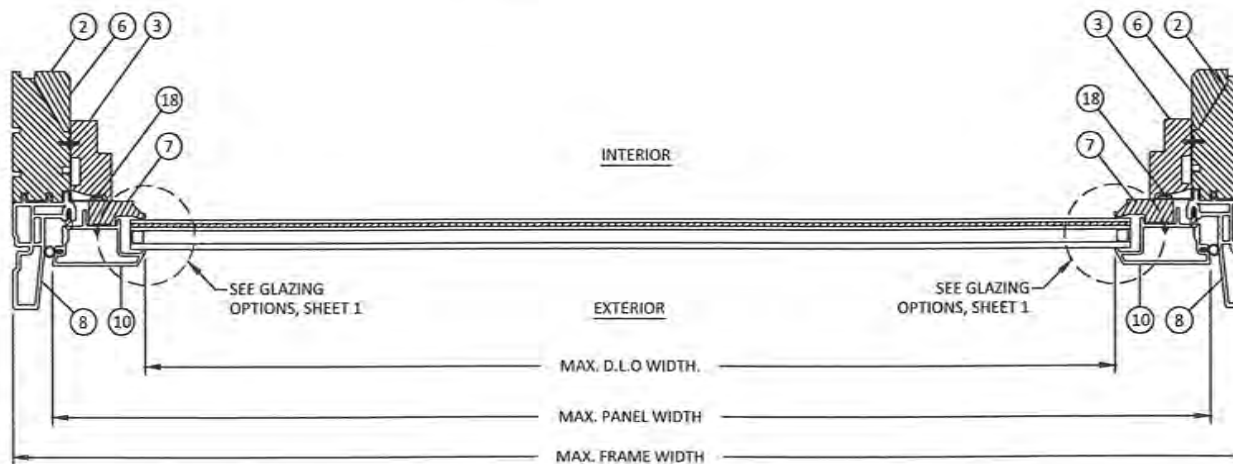 2 6 3 3 6 2
18 18
7 7
INTERIOR
SEE GLAZING
OPTIONS, SHEET 1
SEE GLAZING
OPTIONS, SHEET 1
EXTERIOR
8 10 10 8
MAX. D.L.O WIDTH.
MAX. PANEL WIDTH
MAX. FRAME WIDTH